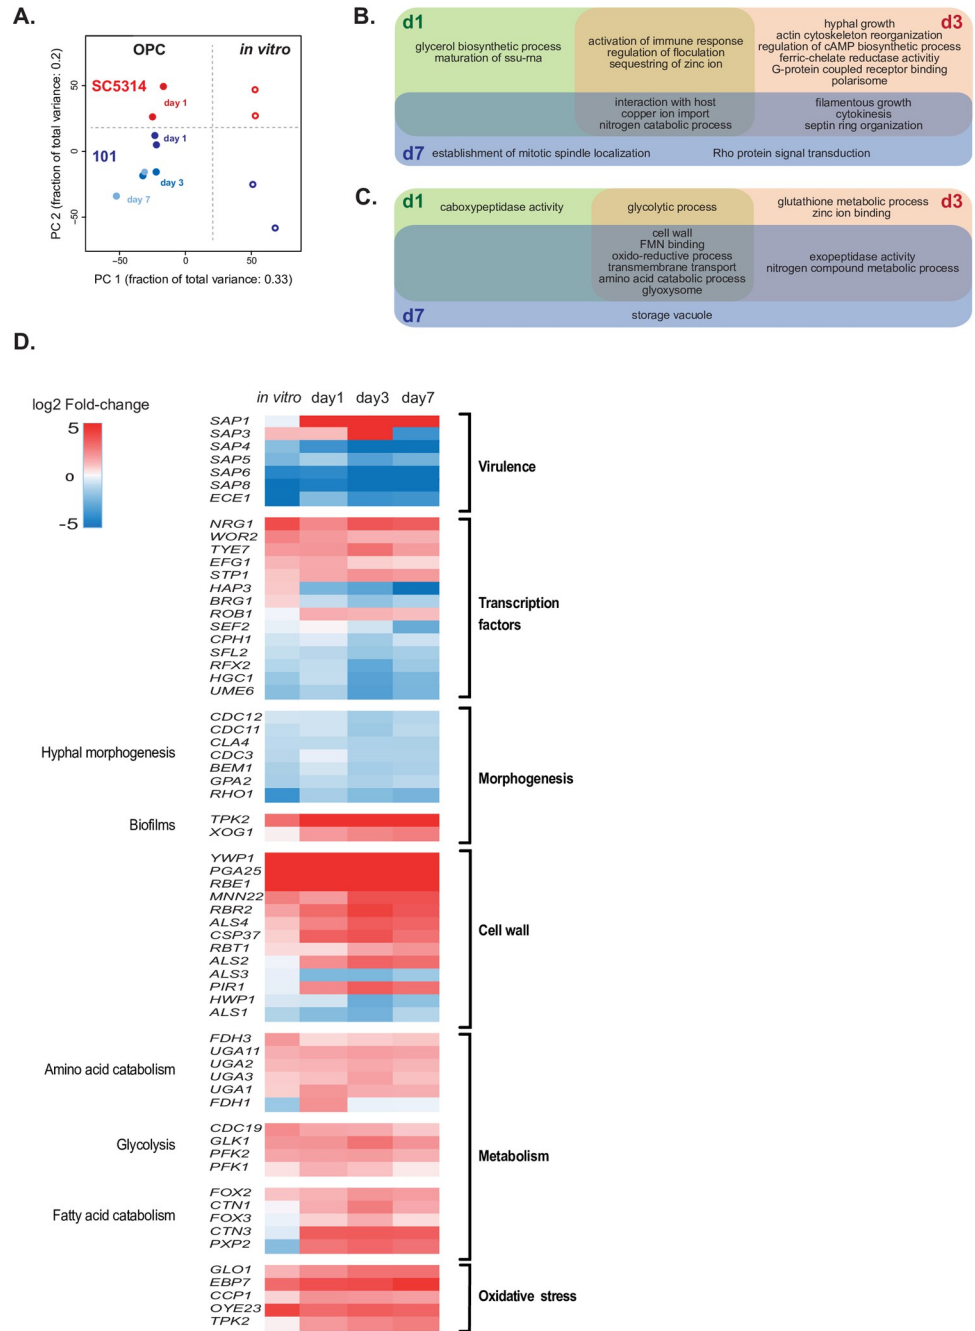 A.
OPC
in vitro
SC5314
day 1
day 1
101
day 3
day 7
50
0
−50
−50
0
50
PC 2 (fraction of total variance: 0.2)
PC 1 (fraction of total variance: 0.33)
B.
d1
d3
d7
glycerol biosynthetic process
maturation of ssu-rna
activation of immune response
regulation of floculation
sequestring of zinc ion
hyphal growth
actin cytoskeleton reorganization
regulation of cAMP biosynthetic process
ferric-chelate reductase activitiy
G-protein coupled receptor binding
polarisome
interaction with host
copper ion import
nitrogen catabolic process
filamentous growth
cytokinesis
septin ring organization
establishment of mitotic spindle localization
Rho protein signal transduction
C.
d1
d3
d7
caboxypeptidase activity
glycolytic process
glutathione metabolic process
zinc ion binding
cell wall
FMN binding
oxido-reductive process
transmembrane transport
amino acid catabolic process
glyoxysome
exopeptidase activity
nitrogen compound metabolic process
storage vacuole
D.
log2 Fold-change
5
0
-5
in vitro day1 day3 day7
SAP1
SAP3
SAP4
SAP5
SAP6
SAP8
ECE1
Virulence
NRG1
WOR2
TYE7
EFG1
STP1
HAP3
BRG1
ROB1
SEF2
CPH1
SFL2
RFX2
HGC1
UME6
Transcription
factors
Hyphal morphogenesis
CDC12
CDC11
CLA4
CDC3
BEM1
GPA2
RHO1
Biofilms
TPK2
XOG1
Morphogenesis
YWP1
PGA25
RBE1
MNN22
RBR2
ALS4
CSP37
RBT1
ALS2
ALS3
PIR1
HWP1
ALS1
Cell wall
Amino acid catabolism
FDH3
UGA11
UGA2
UGA3
UGA1
FDH1
Glycolysis
CDC19
GLK1
PFK2
PFK1
Fatty acid catabolism
FOX2
CTN1
FOX3
CTN3
PXP2
Metabolism
GLO1
EBP7
CCP1
OYE23
TPK2
Oxidative stress